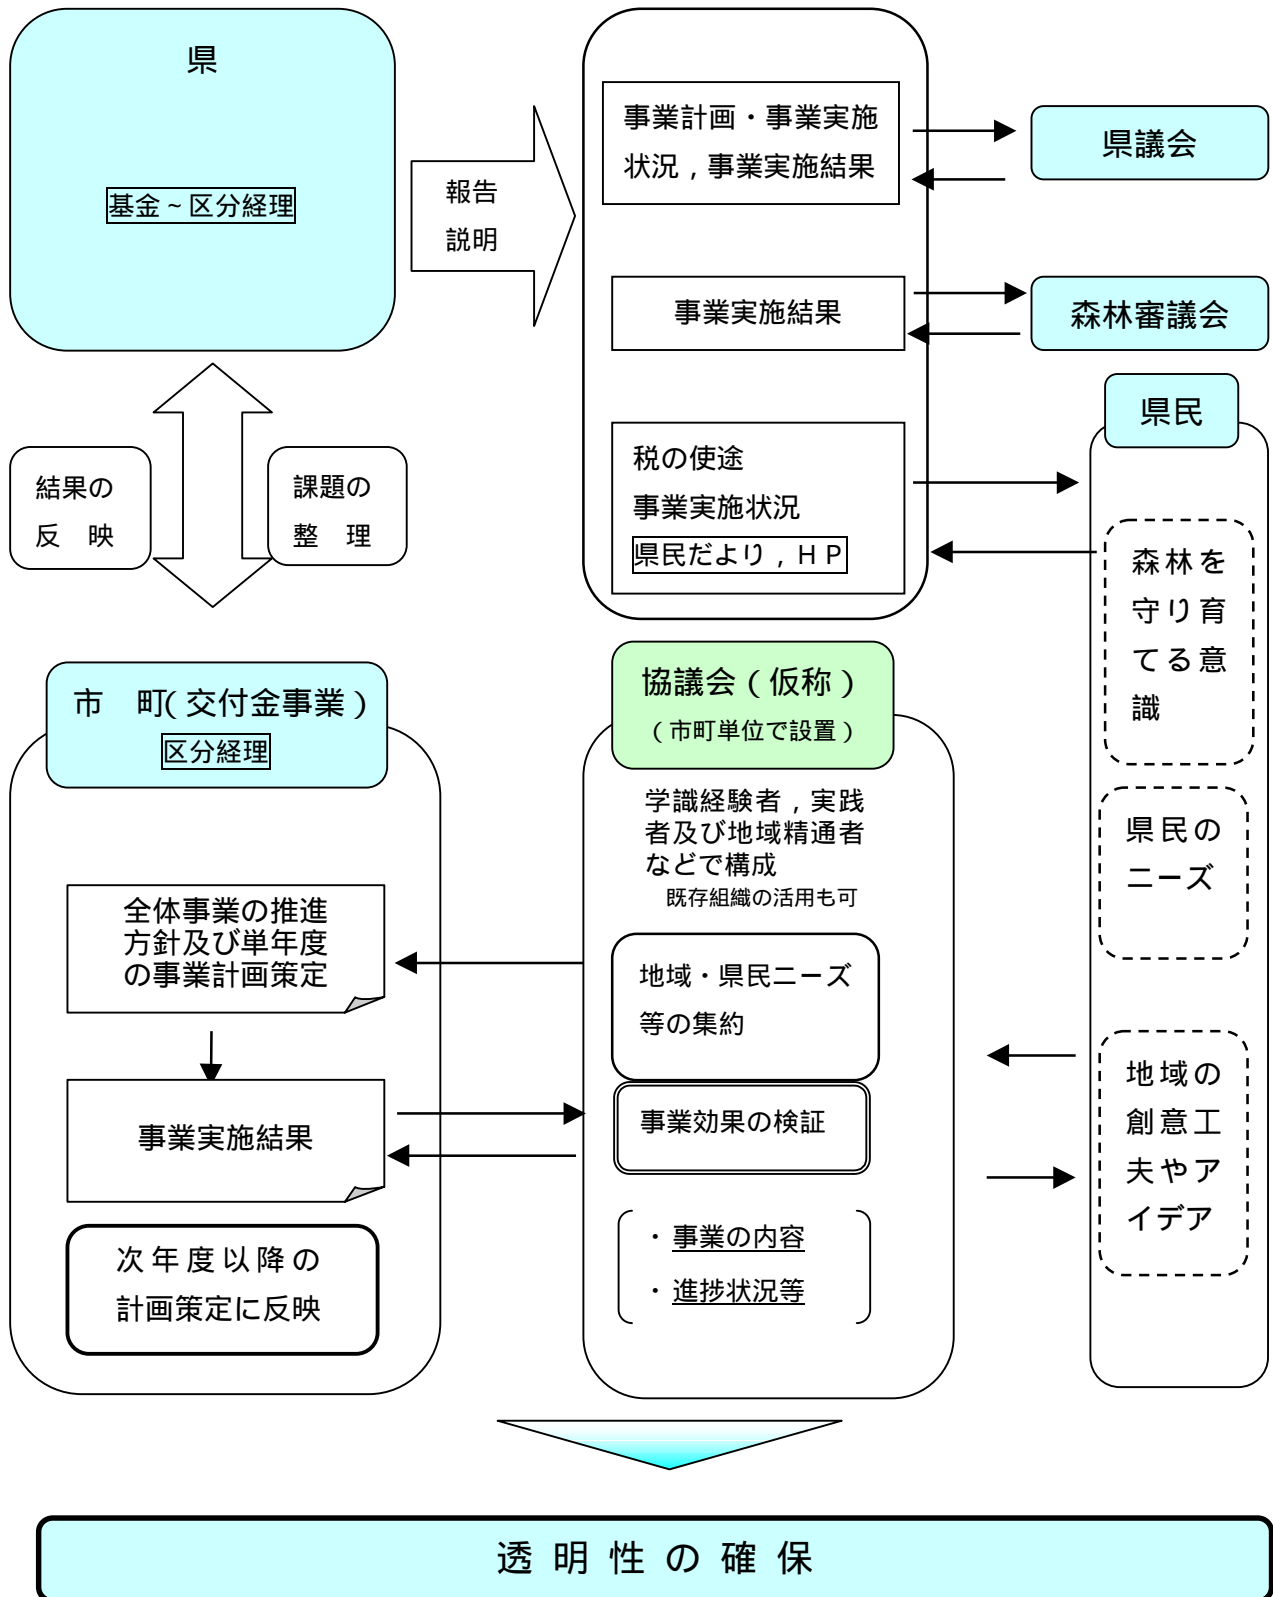 県
基金～区分経理
報告
説明
事業計画・事業実施
状況，事業実施結果
県議会
事業実施結果
森林審議会
税の使途
事業実施状況
県民だより，ＨＰ
県民
森林を
守り育
てる意
識
県民の
ニーズ
地域の
創意工
夫やア
イデア
結果の
反　映
課題の
整　理
市　町（交付金事業）
区分経理
全体事業の推進
方針及び単年度
の事業計画策定
事業実施結果
次年度以降の
計画策定に反映
協議会（仮称）
（市町単位で設置）
学識経験者，実践
者及び地域精通者
などで構成
既存組織の活用も可
地域・県民ニーズ
等の集約
事業効果の検証
・事業の内容
・進捗状況等
透明性の確保